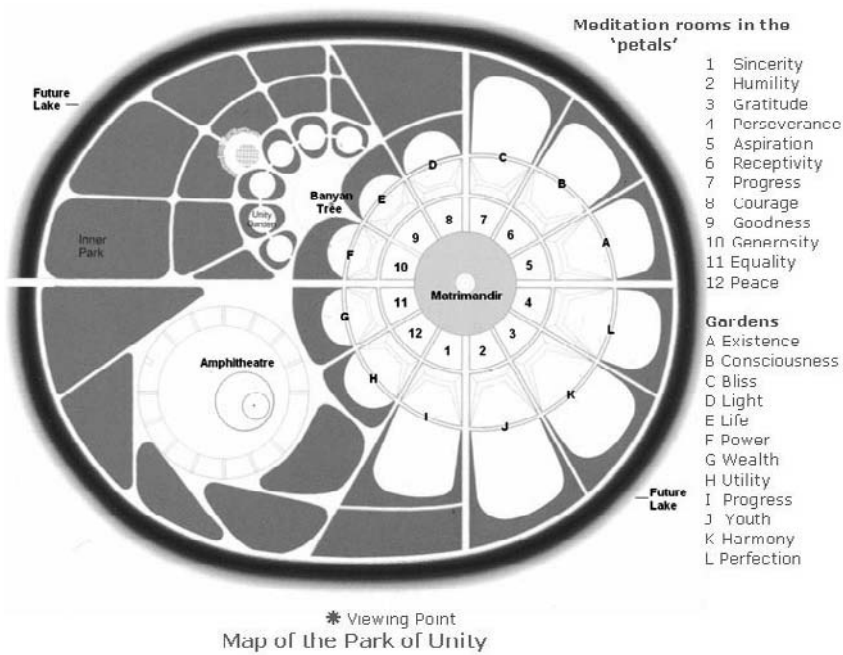 Meditation rooms in the
'petals'
1 Sincerity
2 Humility
3 Gratitude
4 Perseverance
5 Aspiration
6 Receptivity
7 Progress
8 Courage
9 Goodness
10 Generosity
11 Equality
12 Peace
Gardens
A Existence
B Consciousness
C Bliss
D Light
E Life
F Power
G Wealth
H Utility
I Progress
J Youth
K Harmony
L Perfection
Future
Lake
Banyan
Tree
Unity
Garden
Inner
Park
Matrimandir
Amphitheatre
A
B
C
D
E
F
G
H
I
J
K
L
1
2
3
4
5
6
7
8
9
10
11
12
Future
Lake
✷ Viewing Point
Map of the Park of Unity